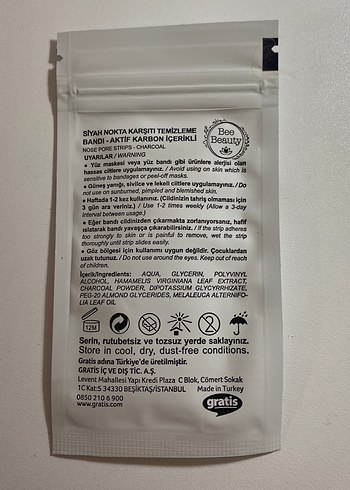 SİYAH NOKTA KARŞITI TEMİZLEME
BANDI - AKTİF KARBON İÇERİKLİ
NOSE PORE STRIPS - CHARCOAL
Bee
Beauty
UYARILAR / WARNING
• Yüz maskesi veya yüz bandı gibi ürünlere alerjisi olan
hassas ciltlere uygulamayınız. / Avoid using on skin which is
sensitive to bandages or peel-off masks.
• Güneş yanığı, sivilce ve lekeli ciltlere uygulamayınız. / Do
not use on sunburn, pimpled and blemished skin.
• Haftada 1-2 kez kullanınız. (Cildinizin tahriş olmaması için
3 gün ara veriniz.) / Use 1-2 times weekly (Allow a 3-day
interval between usage.)
• Eğer bandı cildinizden çıkarmakta zorlanıyorsanız, hafif
ıslatarak bandı yavaşça çıkarabilirsiniz. / If the strip adheres
too strongly to skin or is painful to remove, wet the strip
thoroughly until strip slides easily.
• Göz bölgesi için kullanımı uygun değildir. Çocuklardan
uzak tutunuz. / Do not use around the eyes. Keep out of reach
of children.
İçerik/Ingredients: AQUA, GLYCERIN, POLYVINYL
ALCOHOL, HAMAMELIS VIRGINIANA LEAF EXTRACT,
CHARCOAL POWDER, DIPOTASSIUM GLYCYRRHIZATE,
PEG-20 ALMOND GLYCERIDES, MELALEUCA ALTERNIFO-
LIA LEAF OIL
12M
Serin, rutubetsiz ve tozsuz yerde saklayınız.
Store in cool, dry, dust-free conditions.
Gratis adına Türkiye'de üretilmiştir.
GRATİS İÇ VE DIŞ TİC. A.Ş.
Levent Mahallesi Yapı Kredi Plaza C Blok, Cömert Sokak
1C Kat:5 34330 BEŞİKTAŞ/İSTANBUL Made in Turkey
0850 210 6 900
www.gratis.com
gratis